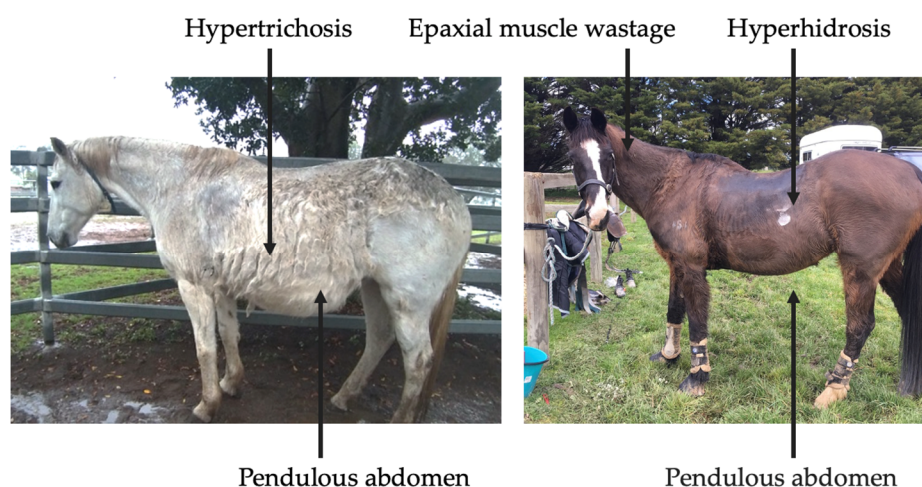 Hypertrichosis
Epaxial muscle wastage
Hyperhidrosis
Pendulous abdomen
Pendulous abdomen